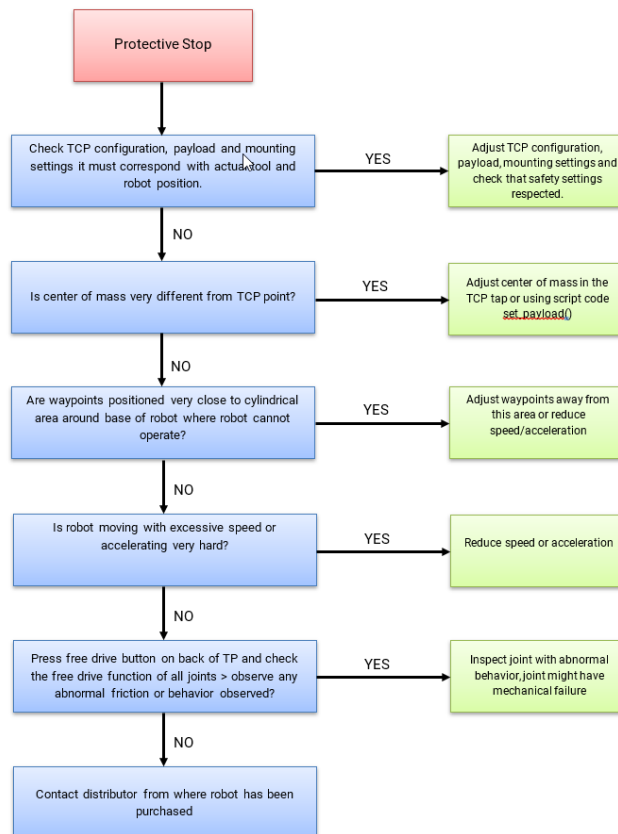 Protective Stop
Check TCP configuration, payload and mounting
settings it must correspond with actual tool and
robot position.
YES
Adjust TCP configuration,
payload, mounting settings and
check that safety settings
respected.
NO
Is center of mass very different from TCP point?
YES
Adjust center of mass in the
TCP tap or using script code
set_payload()
NO
Are waypoints positioned very close to cylindrical
area around base of robot where robot cannot
operate?
YES
Adjust waypoints away from
this area or reduce
speed/acceleration
NO
Is robot moving with excessive speed or
accelerating very hard?
YES
Reduce speed or acceleration
NO
Press free drive button on back of TP and check
the free drive function of all joints > observe any
abnormal friction or behavior observed?
YES
Inspect joint with abnormal
behavior, joint might have
mechanical failure
NO
Contact distributor from where robot has been
purchased